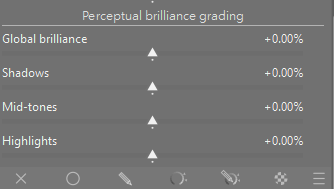 Perceptual brilliance grading
Global brilliance +0.00%
Shadows +0.00%
Mid-tones +0.00%
Highlights +0.00%